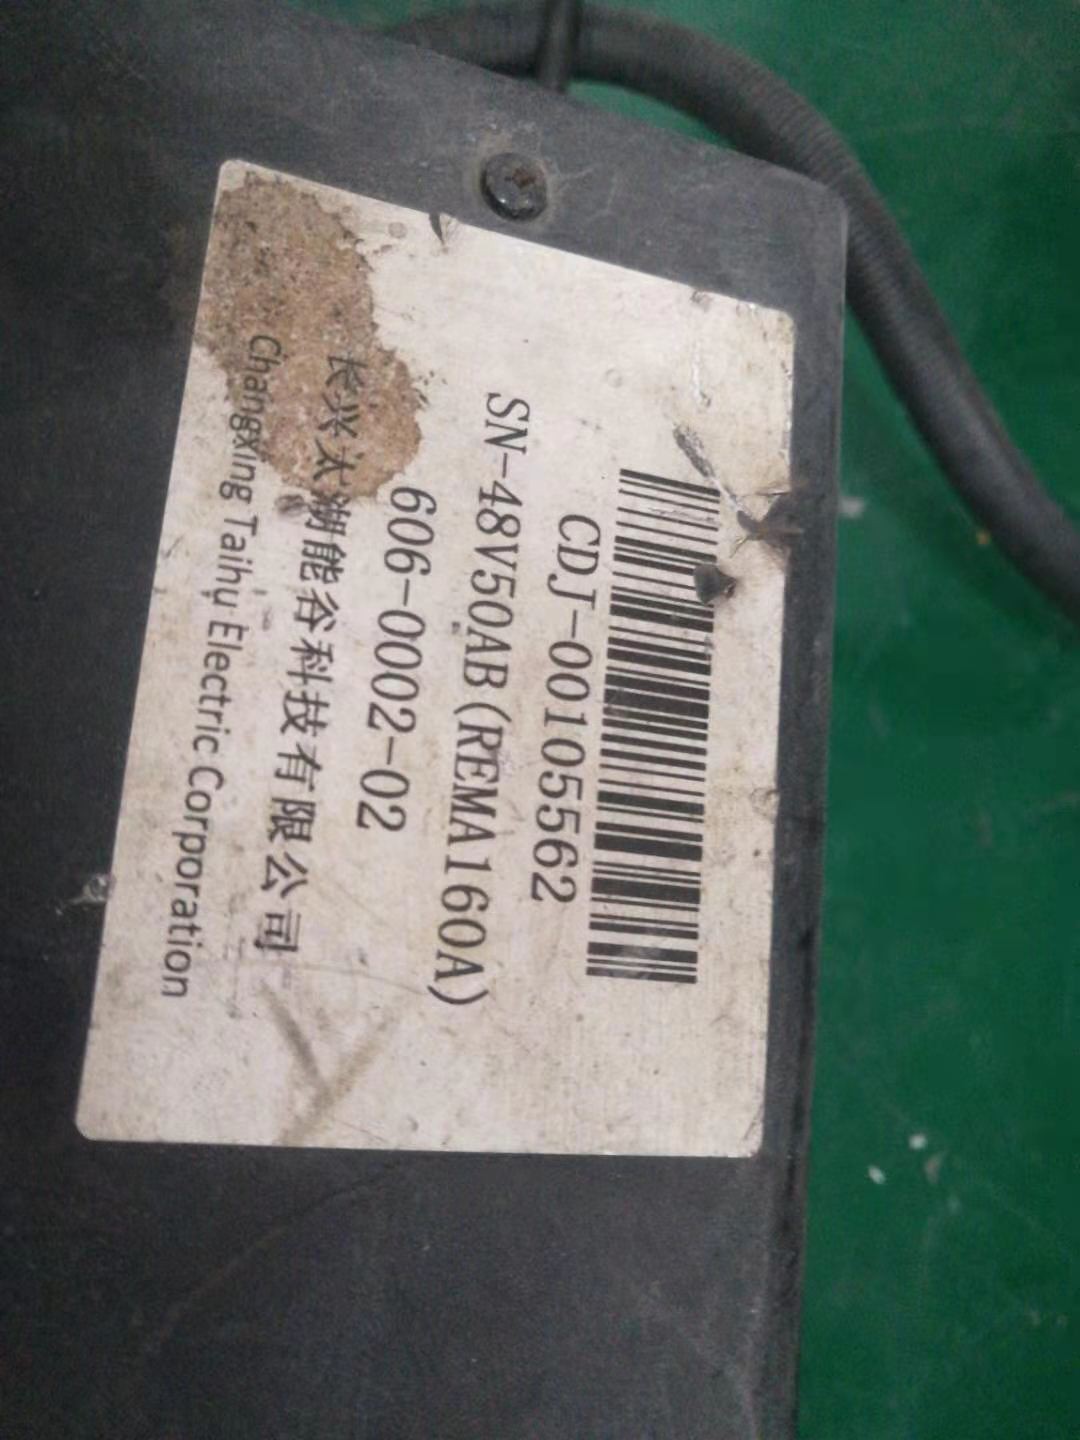 CDJ-00105562
SN-48V50AB(REMA160A)
606-0002-02
长兴太湖能谷科技有限公司
Changxing Taihu Electric Corporation